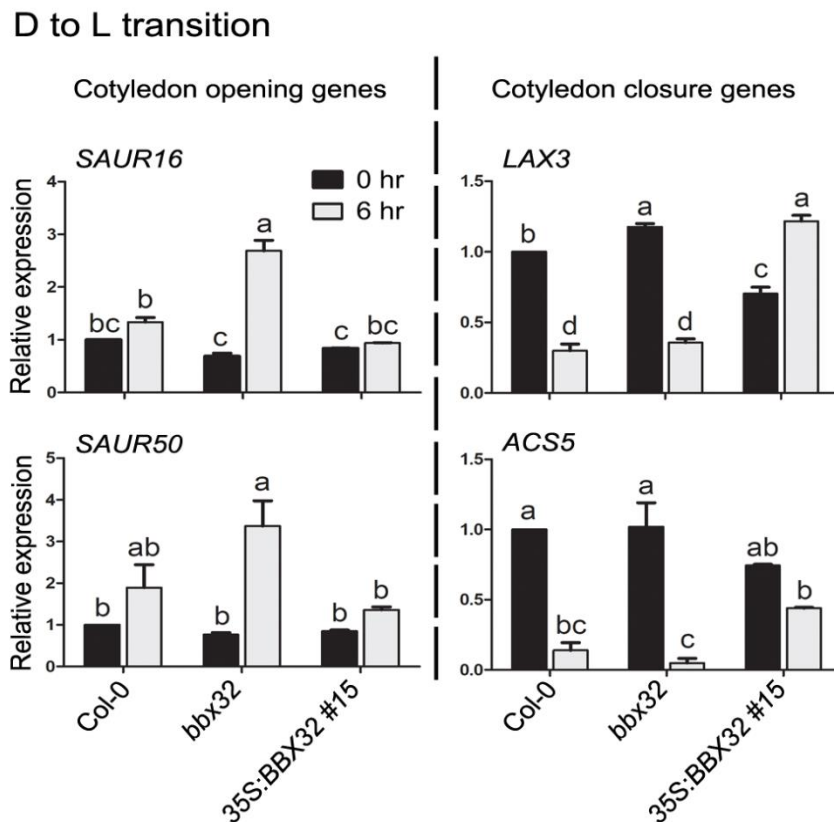 D to L transition
Cotyledon opening genes
Cotyledon closure genes
SAUR16
0 hr
6 hr
Relative expression
4
3
2
1
0
bc
b
c
a
c
bc
LAX3
1.5
1.0
0.5
0.0
b
d
a
d
c
a
SAUR50
Relative expression
5
4
3
2
1
0
b
ab
b
a
b
b
Col-0
bbx32
35S:BBX32 #15
ACS5
1.5
1.0
0.5
0.0
a
bc
a
c
ab
b
Col-0
bbx32
35S:BBX32 #15